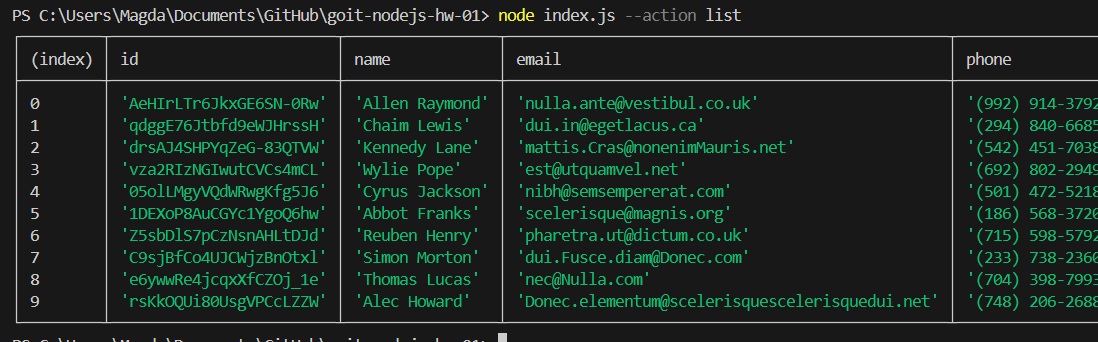 PS C:\Users\Magda\Documents\GitHub\goit-nodejs-hw-01> node index.js --action list
(index) id name email phone
0 'AeHIrLTr6JkxGE6SN-0Rw' 'Allen Raymond' 'nulla.ante@vestibul.co.uk' '(992) 914-3792
1 'qdggE76Jtbfd9eWJHrssH' 'Chaim Lewis' 'dui.in@egetlacus.ca' '(294) 840-6685
2 'drsAJ4SHPYqZeG-83QTVW' 'Kennedy Lane' 'mattis.Cras@nonenimMauris.net' '(542) 451-7038
3 'vza2RIzNGIwutCVCs4mCL' 'Wylie Pope' 'est@utquamvel.net' '(692) 802-2949
4 '05olLMgyVQdWRwgKfg5J6' 'Cyrus Jackson' 'nibh@semsempererat.com' '(501) 472-5218
5 '1DEXoP8AuCGYc1YgoQ6hw' 'Abbot Franks' 'scelerisque@magnis.org' '(186) 568-3720
6 'Z5sbDlS7pCzNsnAHLtDJd' 'Reuben Henry' 'pharetra.ut@dictum.co.uk' '(715) 598-5792
7 'C9sjBfCo4UJCWjzBnOtxl' 'Simon Morton' 'dui.Fusce.diam@Donec.com' '(233) 738-2360
8 'e6ywwRe4jcqxXfCZOj_1e' 'Thomas Lucas' 'nec@Nulla.com' '(704) 398-7993
9 'rsKkOQUi80UsgVPCcLZZW' 'Alec Howard' 'Donec.elementum@scelerisquescelerisquedui.net' '(748) 206-2688
PS C:\Users\Magda\Documents\GitHub\goit-nodejs-hw-01>